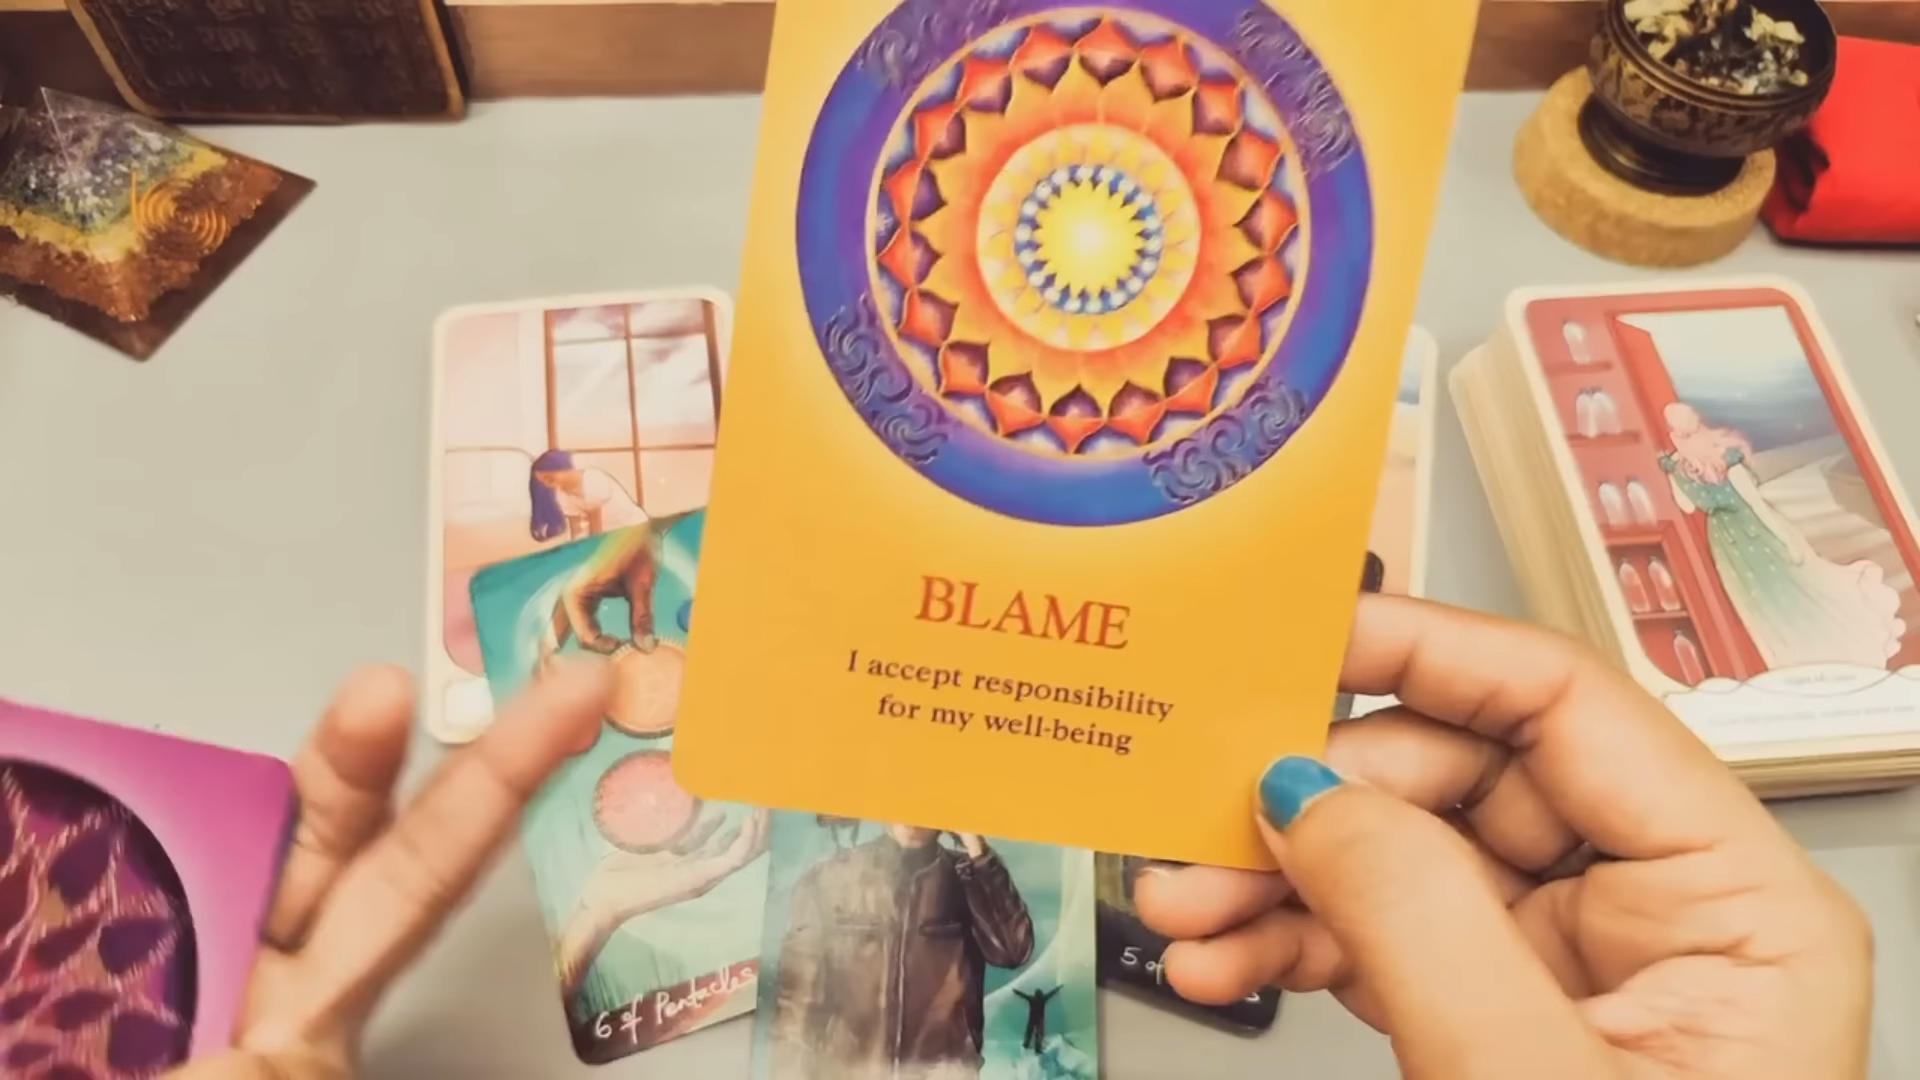 BLAME
I accept responsibility
for my well-being
6 of Pentacles
5 of